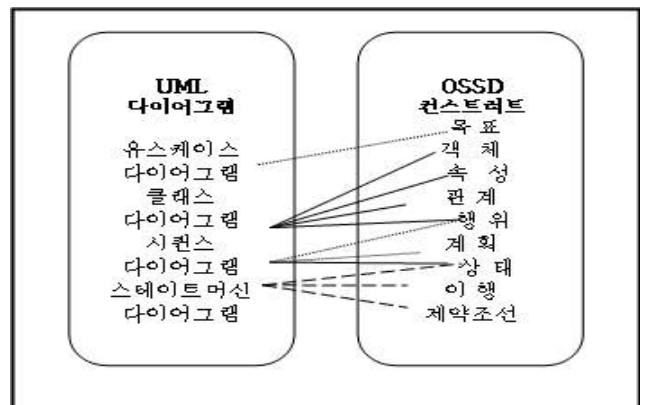 UML
다이어그램
유스케이스
다이어그램
클래스
다이어그램
시퀀스
다이어그램
스테이트머신
다이어그램
OSSD
컨스트러트
목 표
객 체
속 성
관 계
행 위
계 획
상 태
이 행
제약조선